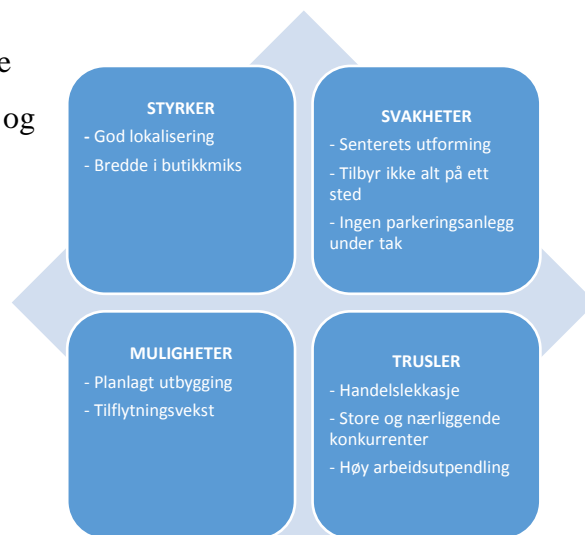 e
og
STYRKER
- God lokalisering
- Bredde i butikkmiks
SVAKHETER
- Senterets utforming
- Tilbyr ikke alt på ett
sted
- Ingen parkeringsanlegg
under tak
MULIGHETER
- Planlagt utbygging
- Tilflytningsvekst
TRUSLER
- Handelslekkasje
- Store og nærliggende
konkurrenter
- Høy arbeidsutpendling